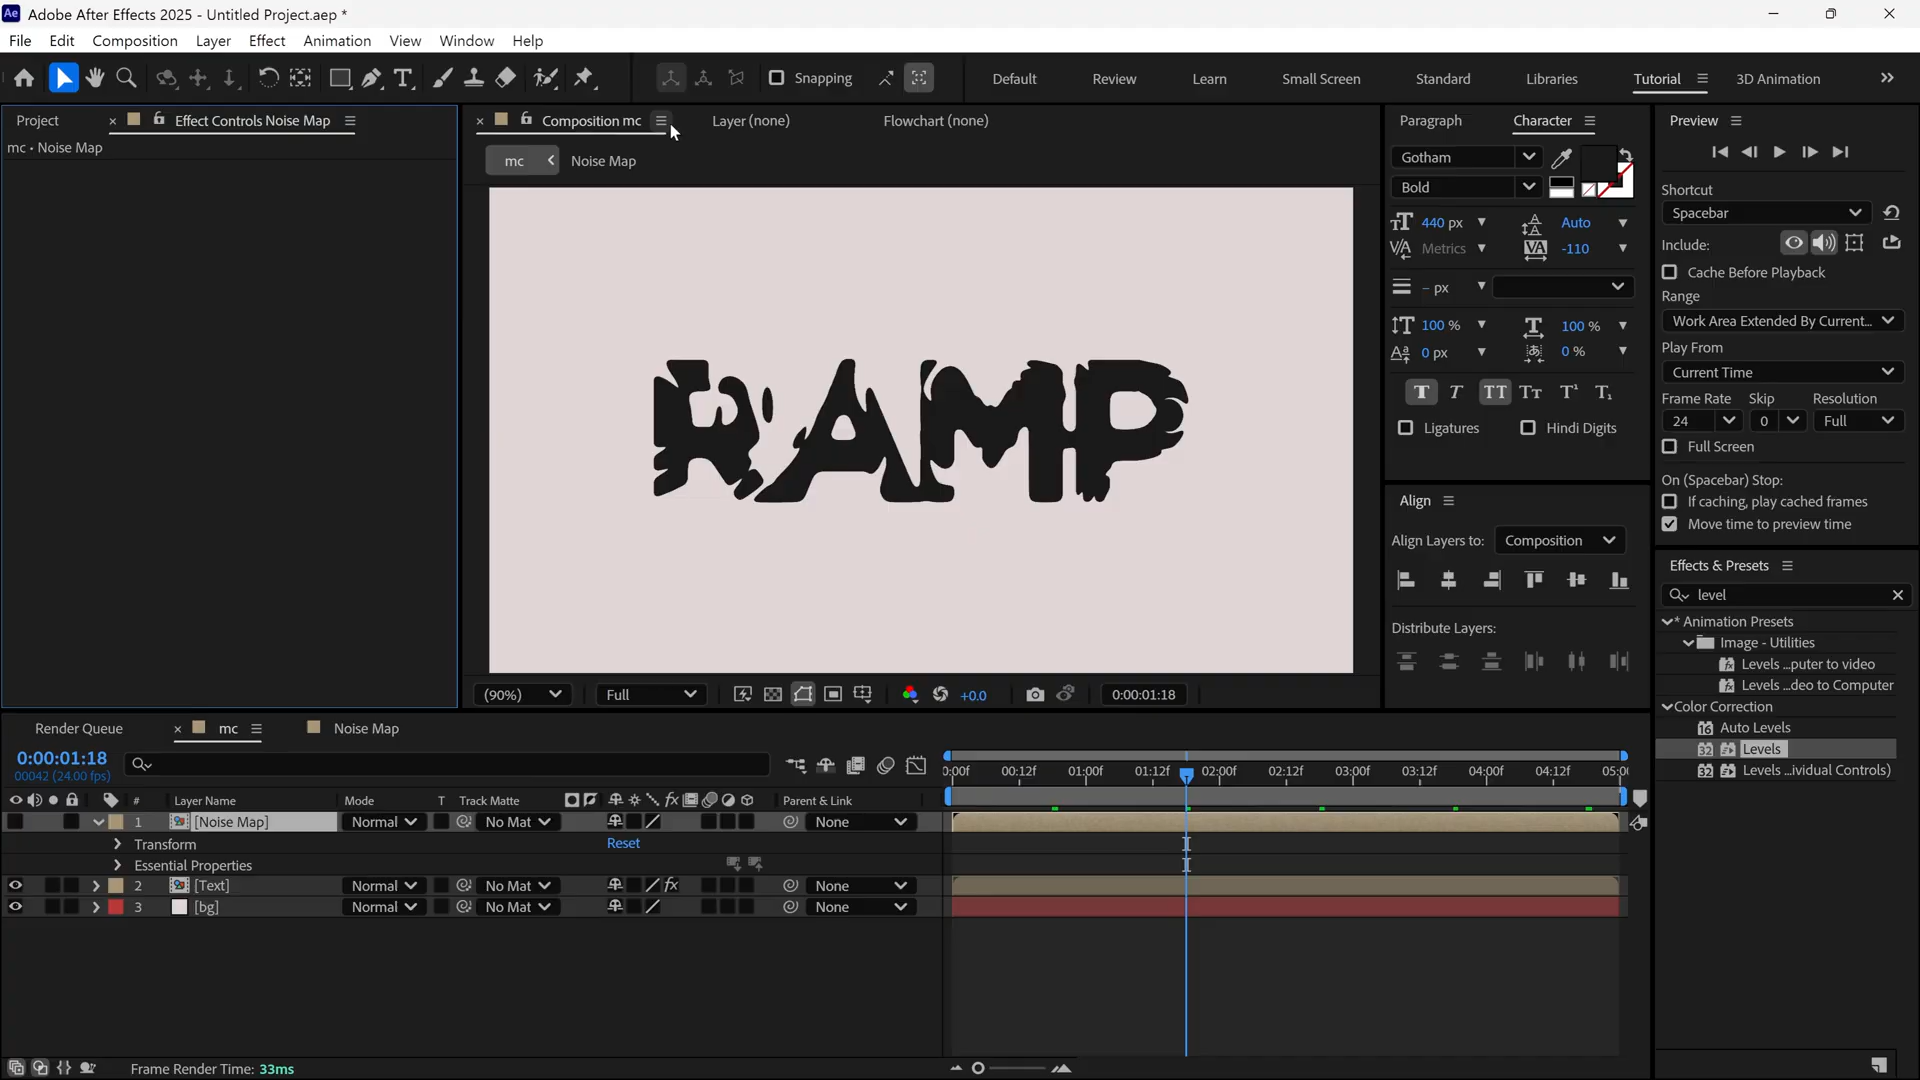 Ae Adobe After Effects 2025 - Untitled Project.aep *
File Edit Composition Layer Effect Animation View Window Help
Snapping Default Review Learn Small Screen Standard Libraries Tutorial 3D Animation
Project Effect Controls Noise Map
mc • Noise Map
Composition mc Layer (none) Flowchart (none)
mc Noise Map
RAMP
(90%) Full +0.0 0:00:01:18
Paragraph Character
Gotham
Bold
440 px Auto
Metrics -110
– px
100 % 100 %
0 px 0 %
Ligatures Hindi Digits
Align
Align Layers to: Composition
Distribute Layers:
Preview
Shortcut
Spacebar
Include:
Cache Before Playback
Range
Work Area Extended By Current...
Play From
Current Time
Frame Rate Skip Resolution
24 0 Full
Full Screen
On (Spacebar) Stop:
If caching, play cached frames
Move time to preview time
Effects & Presets
level
* Animation Presets
Image - Utilities
Levels ...puter to video
Levels ...deo to Computer
Color Correction
16 Auto Levels
32 Levels
32 Levels ...ividual Controls)
Render Queue mc Noise Map
0:00:01:18
00042 (24.00 fps)
):00f 00:12f 01:00f 01:12f 02:00f 02:12f 03:00f 03:12f 04:00f 04:12f 05:0
# Layer Name Mode T Track Matte fx Parent & Link
1 [Noise Map] Normal No Mat None
Transform Reset
Essential Properties
2 [Text] Normal No Mat fx None
3 [bg] Normal No Mat None
Frame Render Time: 33ms